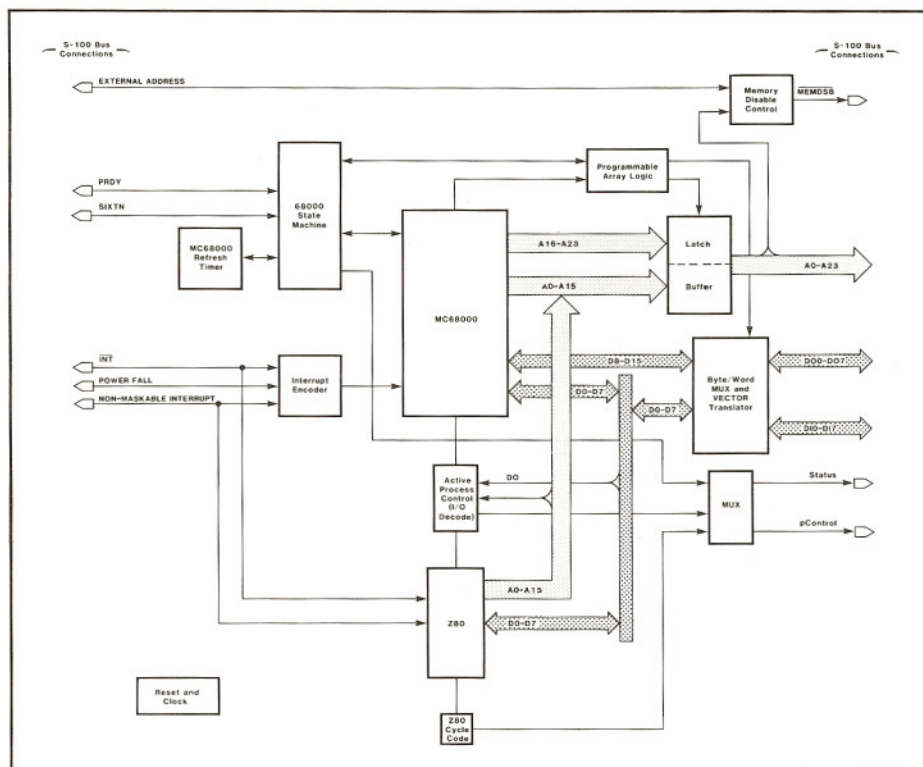 S-100 Bus
Connections
S-100 Bus
Connections
EXTERNAL ADDRESS
Memory
Disable
Control
MEMDSB
PRDY
SIXTN
68000
State
Machine
Programmable
Array Logic
MC68000
Refresh
Timer
MC68000
A16-A23
A0-A15
Latch
Buffer
A0-A23
INT
POWER FAIL
NON-MASKABLE INTERRUPT
Interrupt
Encoder
D8-D15
D0-D7
D0-D7
Byte/Word
MUX and
VECTOR
Translator
DO0-DO7
DI0-DI7
Active
Process
Control
(I/O
Decode)
DO
MUX
Status
pControl
Z80
A0-A15
D0-D7
Reset and
Clock
Z80
Cycle
Code